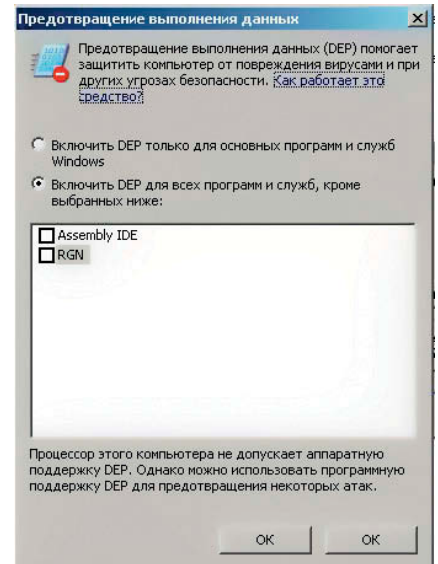 Предотвращение выполнения данных
Предотвращение выполнения данных (DEP) помогает
защитить компьютер от повреждения вирусами и при
других угрозах безопасности. Как работает это
средство?
Включить DEP только для основных программ и служб
Windows
Включить DEP для всех программ и служб, кроме
выбранных ниже:
Assembly IDE
RGN
Процессор этого компьютера не допускает аппаратную
поддержку DEP. Однако можно использовать программную
поддержку DEP для предотвращения некоторых атак.
ОК ОК